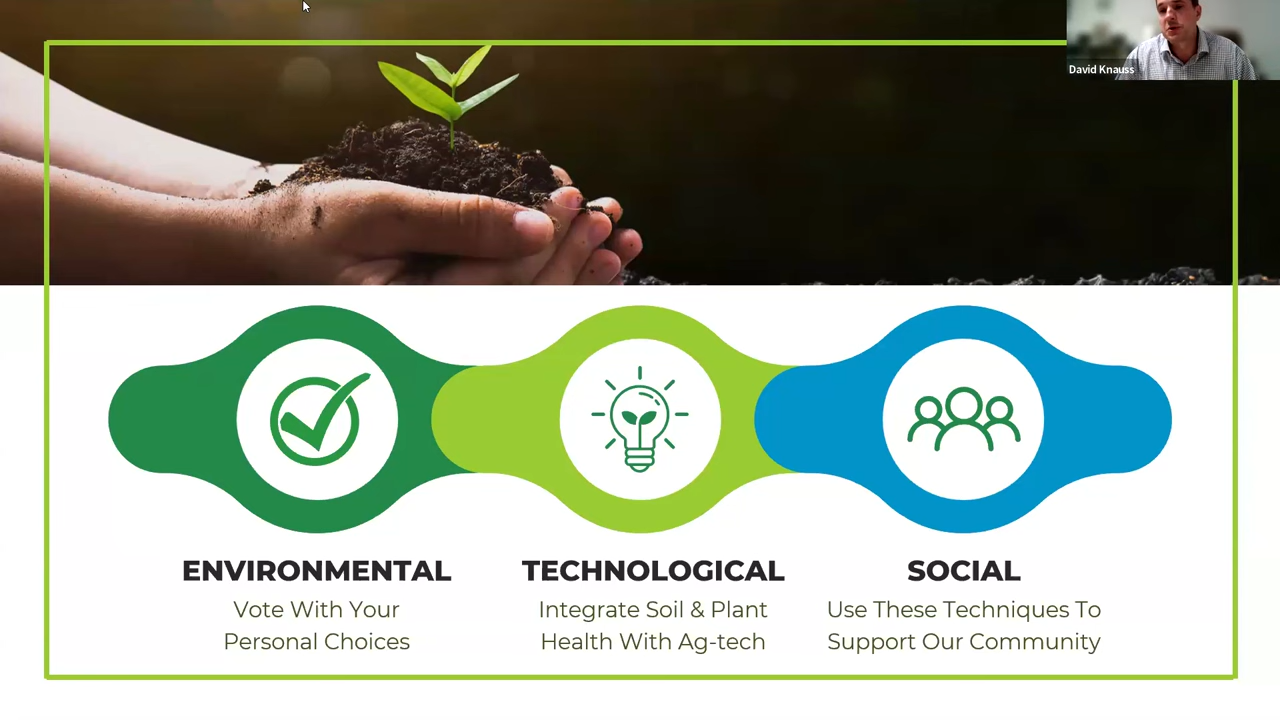 David Knauss
ENVIRONMENTAL
Vote With Your
Personal Choices
TECHNOLOGICAL
Integrate Soil & Plant
Health With Ag-tech
SOCIAL
Use These Techniques To
Support Our Community